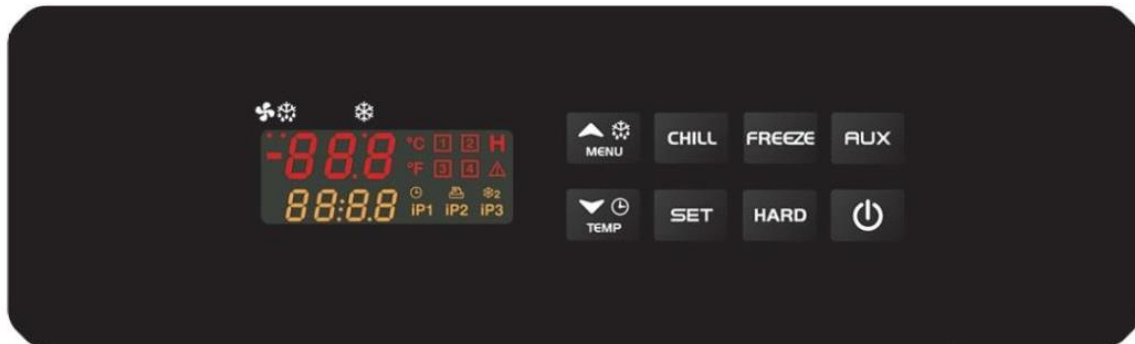 -88.8 °C 1 2 H
°F 3 4
88:8.8 iP1 iP2 iP3
2
MENU CHILL FREEZE AUX
TEMP SET HARD